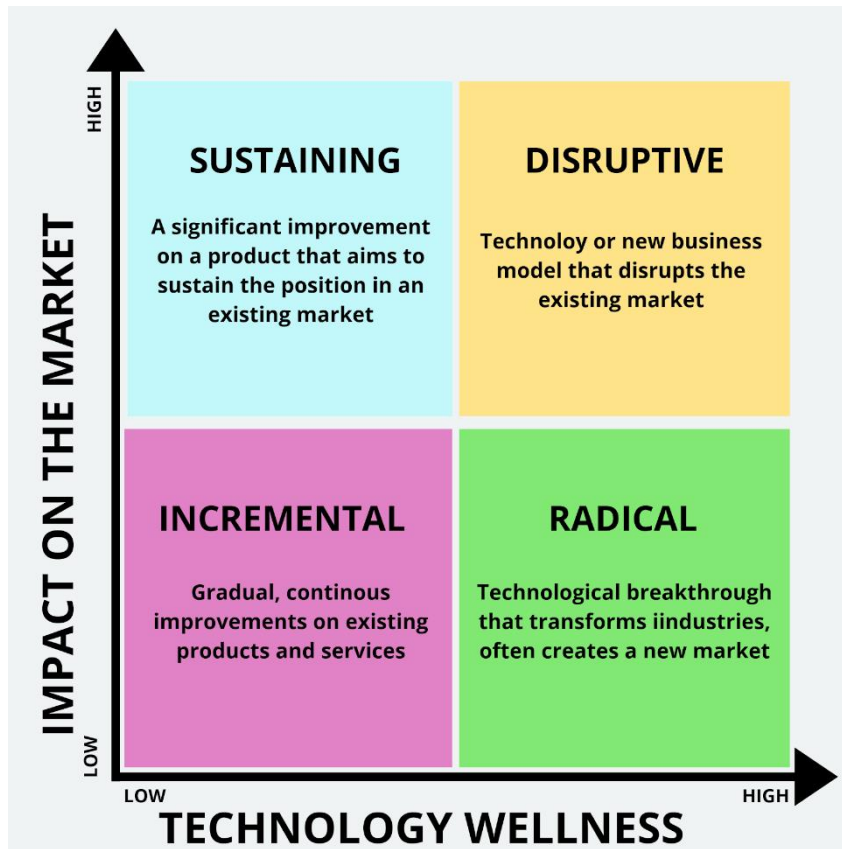 HIGH
IMPACT ON THE MARKET
LOW
SUSTAINING
A significant improvement
on a product that aims to
sustain the position in an
existing market
DISRUPTIVE
Technoloy or new business
model that disrupts the
existing market
INCREMENTAL
Gradual, continous
improvements on existing
products and services
RADICAL
Technological breakthrough
that transforms iindustries,
often creates a new market
LOW
HIGH
TECHNOLOGY WELLNESS